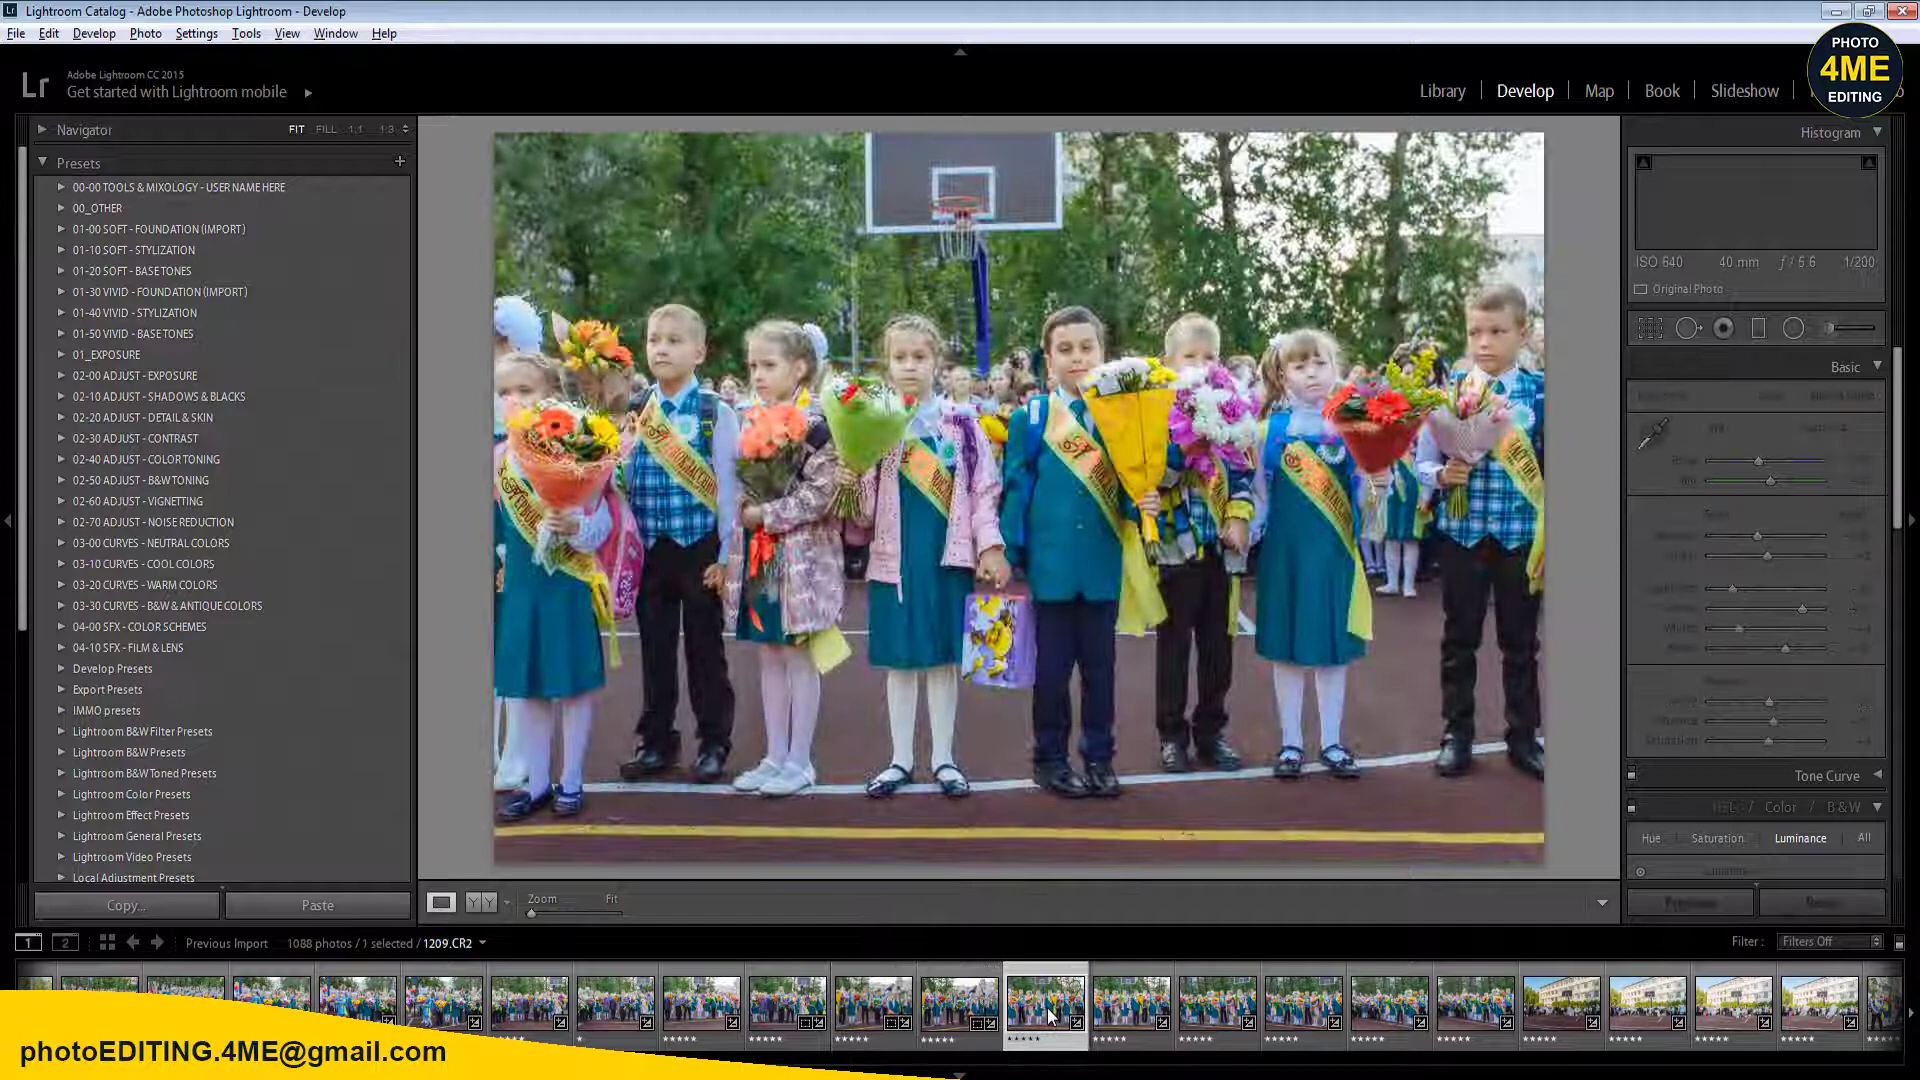 Lightroom Catalog - Adobe Photoshop Lightroom - Develop
File Edit Develop Photo Settings Tools View Window Help
PHOTO
4ME
EDITING
Lr
Adobe Lightroom CC 2015
Get started with Lightroom mobile
Library Develop Map Book Slideshow
Navigator FIT FILL 1:1 1:3
Presets
00-00 TOOLS & MIXOLOGY - USER NAME HERE
00_OTHER
01-00 SOFT - FOUNDATION (IMPORT)
01-10 SOFT - STYLIZATION
01-20 SOFT - BASE TONES
01-30 VIVID - FOUNDATION (IMPORT)
01-40 VIVID - STYLIZATION
01-50 VIVID - BASE TONES
01_EXPOSURE
02-00 ADJUST - EXPOSURE
02-10 ADJUST - SHADOWS & BLACKS
02-20 ADJUST - DETAIL & SKIN
02-30 ADJUST - CONTRAST
02-40 ADJUST - COLOR TONING
02-50 ADJUST - B&W TONING
02-60 ADJUST - VIGNETTING
02-70 ADJUST - NOISE REDUCTION
03-00 CURVES - NEUTRAL COLORS
03-10 CURVES - COOL COLORS
03-20 CURVES - WARM COLORS
03-30 CURVES - B&W & ANTIQUE COLORS
04-00 SFX - COLOR SCHEMES
04-10 SFX - FILM & LENS
Develop Presets
Export Presets
IMMO presets
Lightroom B&W Filter Presets
Lightroom B&W Presets
Lightroom B&W Toned Presets
Lightroom Color Presets
Lightroom Effect Presets
Lightroom General Presets
Lightroom Video Presets
Local Adjustment Presets
Copy... Paste
Histogram
ISO 640 40 mm ƒ / 5.6 1/200
Original Photo
Basic
Saturation
Tone Curve
HSL / Color / B&W
Hue Saturation Luminance All
Zoom Fit
1 2 Previous Import 1088 photos / 1 selected / 1209.CR2
Filter : Filters Off
photoEDITING.4ME@gmail.com